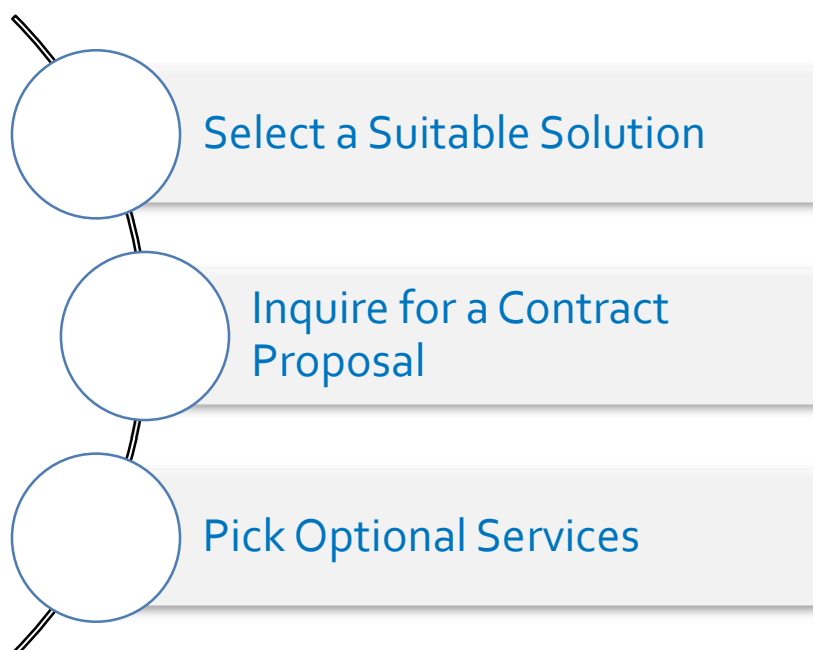 Select a Suitable Solution
Inquire for a Contract
Proposal
Pick Optional Services